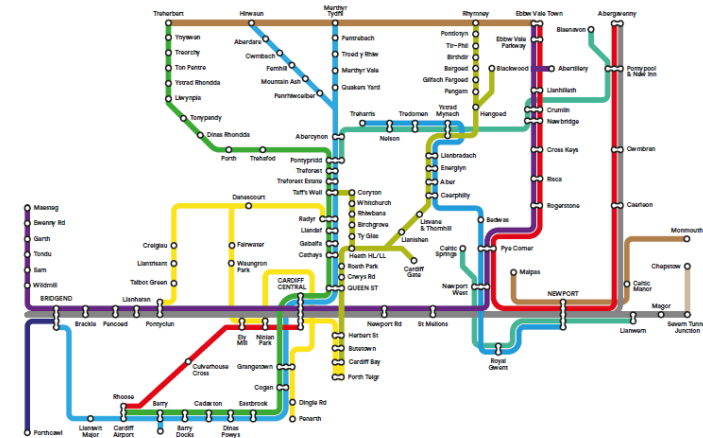 Treherbert
Hirwaun
Merthyr
Tydfil
Rhymney
Ebbw Vale Town
Abergavenny
Ynyswen
Treorchy
Ton Pentre
Ystrad Rhondda
Llwynpia
Tonypandy
Dinas Rhondda
Porth
Trehafod
Aberdare
Cwmbach
Fernhill
Mountain Ash
Penrhiwceiber
Pentrebach
Troed y Rhiw
Merthyr Vale
Quakers Yard
Abercynon
Pontypridd
Treforest
Treforest Estate
Taff's Well
Radyr
Llandaf
Gabalfa
Cathays
Pontlottyn
Tir-Phil
Birthdir
Bargoed
Gilfach Fargoed
Pengam
Ystrad
Mynach
Hengoed
Blackwood
Abertillery
Ebbw Vale
Parkway
Blaenavon
Pontypool
& New Inn
Llanhilleth
Crumlin
Newbridge
Treharris
Tredomen
Nelson
Llanbradach
Energlyn
Aber
Caerphilly
Cross Keys
Risca
Rogerstone
Cwmbran
Caerleon
Coryton
Whitchurch
Rhiwbana
Birchgrove
Ty Glas
Heath HL/LL
Lisvane
& Thornhill
Llanishen
Cardiff
Gate
Roath Park
Crwys Rd
QUEEN ST
Bedwas
Pye Corner
Celtic
Springs
Newport
West
Malpas
NEWPORT
Monmouth
Chepstow
Celtic
Manor
Magor
Llanwern
Severn Tunn
Junction
Royal
Gwent
Maesteg
Ewenny Rd
Garth
Tondu
Sarn
Wildmill
BRIDGEND
Brackla
Pencoed
Llanharan
Pontyclun
Danescourt
Creigiau
Llantrisant
Talbot Green
Fairwater
Waungron
Park
CARDIFF
CENTRAL
Ely
Mill
Ninian
Park
Newport Rd
St Mellons
Herbert St
Butetown
Cardiff Bay
Porth Teigr
Culverhouse
Cross
Grangetown
Cogan
Dingle Rd
Penarth
Rhoose
Barry
Cadoxton
Eastbrook
Porthcawl
Llantwit
Major
Cardiff
Airport
Barry
Docks
Dinas
Powys